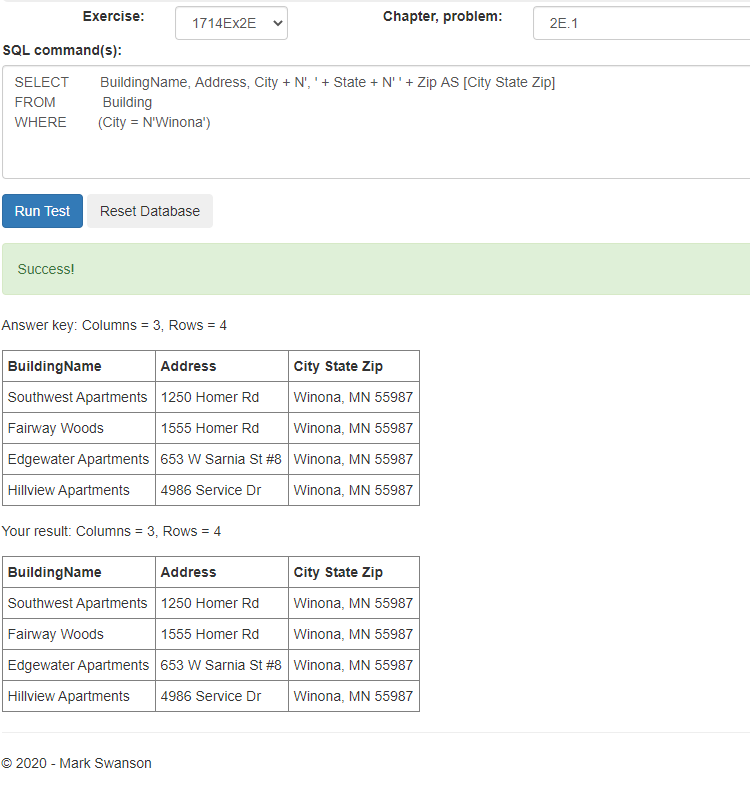 Exercise: 1714Ex2E Chapter, problem: 2E.1
SQL command(s):
SELECT BuildingName, Address, City + N', ' + State + N' ' + Zip AS [City State Zip]
FROM Building
WHERE (City = N'Winona')
Run Test Reset Database
Success!
Answer key: Columns = 3, Rows = 4
BuildingName Address City State Zip
Southwest Apartments 1250 Homer Rd Winona, MN 55987
Fairway Woods 1555 Homer Rd Winona, MN 55987
Edgewater Apartments 653 W Sarnia St #8 Winona, MN 55987
Hillview Apartments 4986 Service Dr Winona, MN 55987
Your result: Columns = 3, Rows = 4
BuildingName Address City State Zip
Southwest Apartments 1250 Homer Rd Winona, MN 55987
Fairway Woods 1555 Homer Rd Winona, MN 55987
Edgewater Apartments 653 W Sarnia St #8 Winona, MN 55987
Hillview Apartments 4986 Service Dr Winona, MN 55987
© 2020 - Mark Swanson